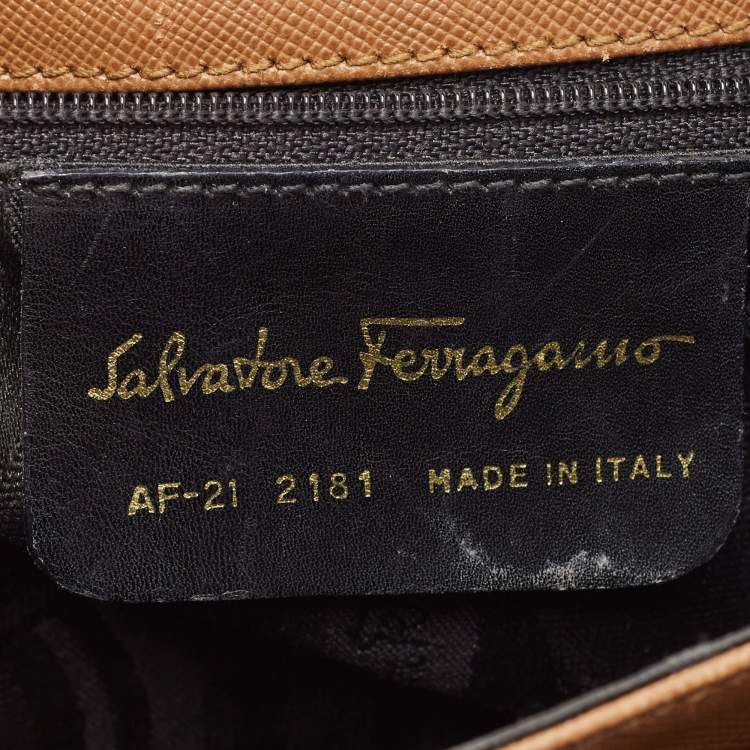 Salvatore Ferragamo
AF-21 2181 MADE IN ITALY